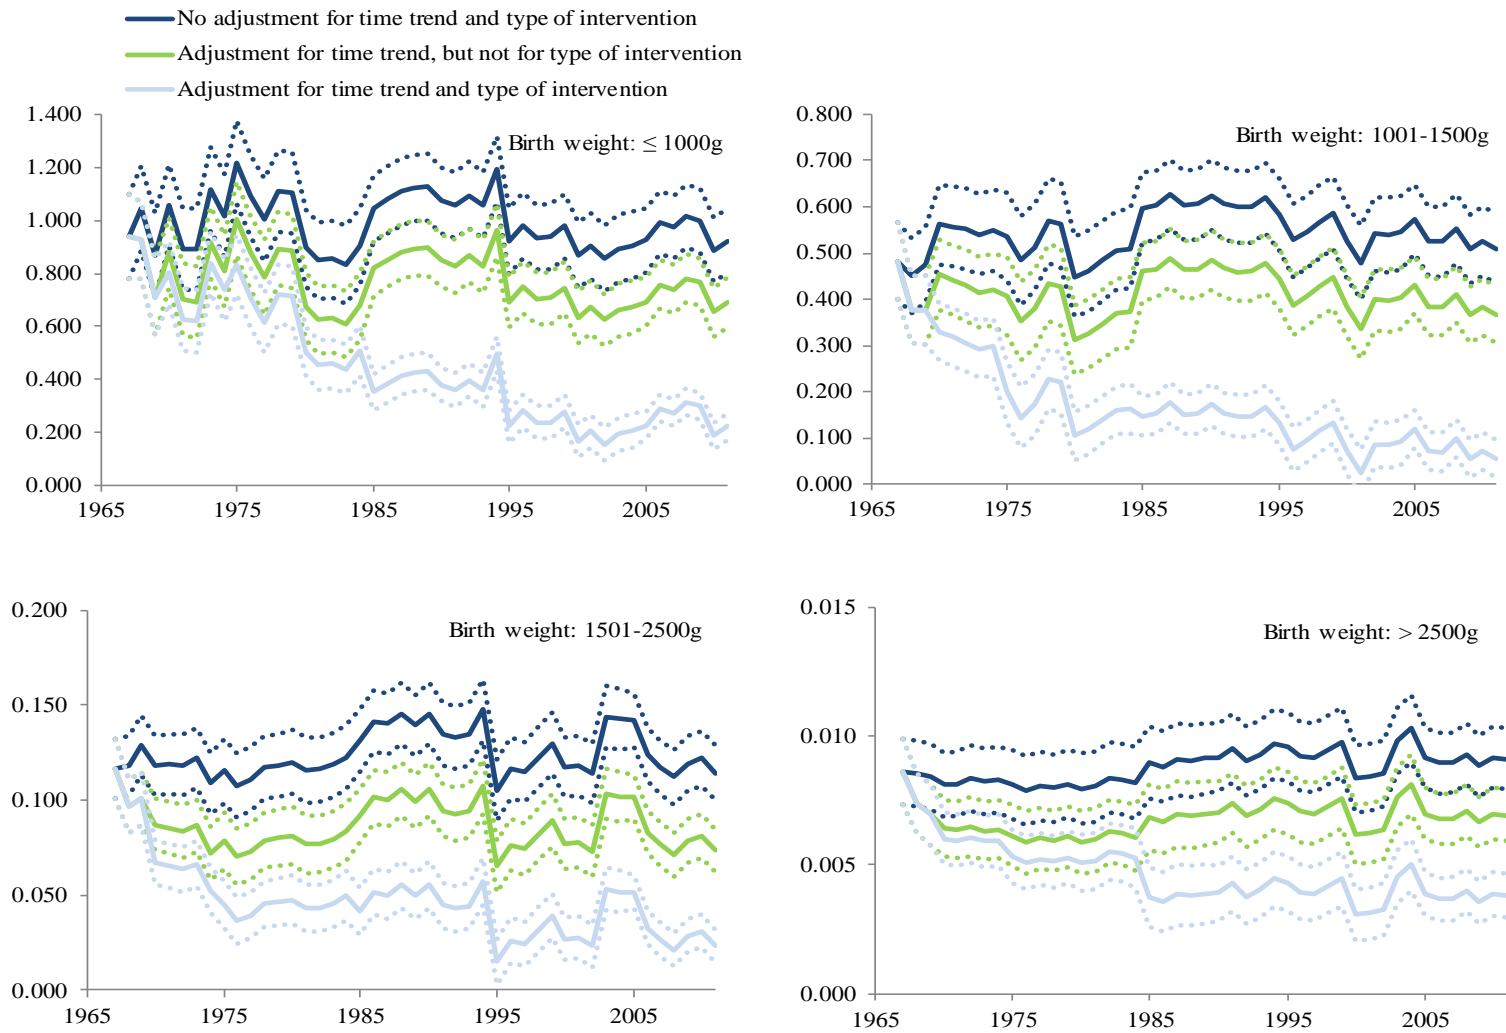 No adjustment for time trend and type of intervention
Adjustment for time trend, but not for type of intervention
Adjustment for time trend and type of intervention
Birth weight: ≤ 1000g
1.400
1.200
1.000
0.800
0.600
0.400
0.200
0.000
1965 1975 1985 1995 2005
Birth weight: 1001-1500g
0.800
0.700
0.600
0.500
0.400
0.300
0.200
0.100
0.000
1965 1975 1985 1995 2005
Birth weight: 1501-2500g
0.200
0.150
0.100
0.050
0.000
1965 1975 1985 1995 2005
Birth weight: > 2500g
0.015
0.010
0.005
0.000
1965 1975 1985 1995 2005